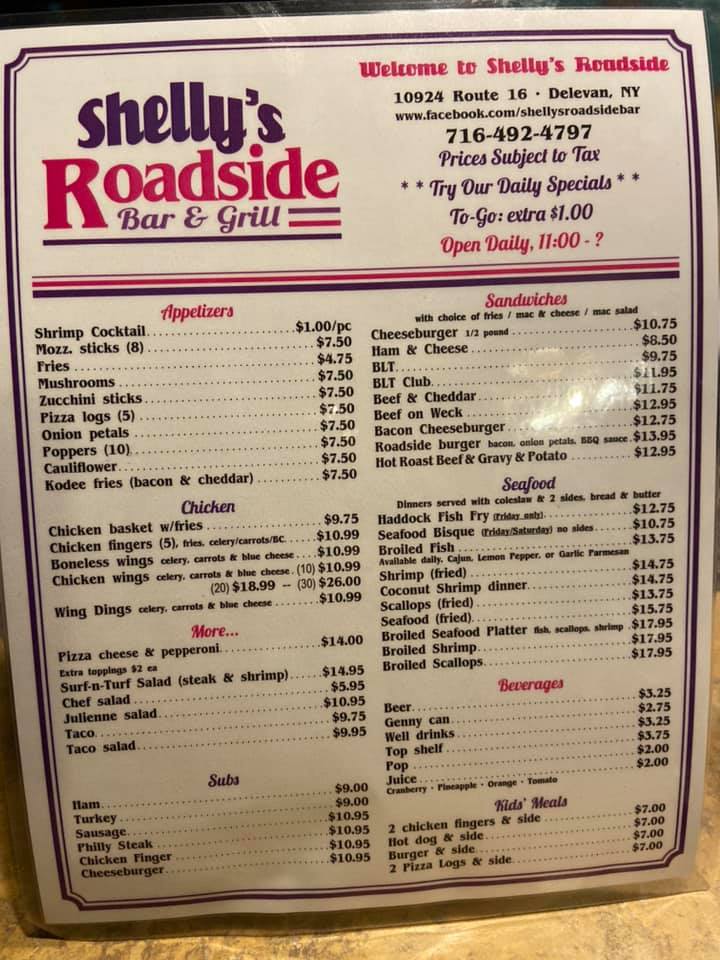 Shelly's
Roadside
Bar & Grill
Welcome to Shelly's Roadside
10924 Route 16 · Delevan, NY
www.facebook.com/shellysroadsidebar
716-492-4797
Prices Subject to Tax
* * Try Our Daily Specials * *
To-Go: extra $1.00
Open Daily, 11:00 - ?
Appetizers
Shrimp Cocktail $1.00/pc
Mozz. sticks (8) $7.50
Fries $4.75
Mushrooms $7.50
Zucchini sticks $7.50
Pizza logs (5) $7.50
Onion petals $7.50
Poppers (10) $7.50
Cauliflower $7.50
Kodee fries (bacon & cheddar) $7.50
Chicken
Chicken basket w/fries $9.75
Chicken fingers (5), fries, celery/carrots/BC $10.99
Boneless wings celery, carrots & blue cheese $10.99
Chicken wings celery, carrots & blue cheese. (10) $10.99
(20) $18.99 -- (30) $26.00
Wing Dings celery, carrots & blue cheese $10.99
More...
Pizza cheese & pepperoni $14.00
Extra toppings $2 ea
Surf-n-Turf Salad (steak & shrimp) $14.95
Chef salad $5.95
Julienne salad $10.95
Taco $9.75
Taco salad $9.95
Subs
Ham $9.00
Turkey $9.00
Sausage $10.95
Philly Steak $10.95
Chicken Finger $10.95
Cheeseburger $10.95
Sandwiches
with choice of fries / mac & cheese / mac salad
Cheeseburger 1/2 pound $10.75
Ham & Cheese $8.50
BLT $9.75
BLT Club $11.95
Beef & Cheddar $11.75
Beef on Weck $12.95
Bacon Cheeseburger $12.75
Roadside burger bacon, onion petals, BBQ sauce $13.95
Hot Roast Beef & Gravy & Potato $12.95
Seafood
Dinners served with coleslaw & 2 sides, bread & butter
Haddock Fish Fry (Friday only) $12.75
Seafood Bisque (Friday/Saturday) no sides $10.75
Broiled Fish $13.75
Available daily, Cajun, Lemon Pepper, or Garlic Parmesan
Shrimp (fried) $14.75
Coconut Shrimp dinner $14.75
Scallops (fried) $13.75
Seafood (fried) $15.75
Broiled Seafood Platter fish, scallops, shrimp $17.95
Broiled Shrimp $17.95
Broiled Scallops $17.95
Beverages
Beer $3.25
Genny can $2.75
Well drinks $3.25
Top shelf $3.75
Pop $2.00
Juice $2.00
Cranberry · Pineapple · Orange · Tomato
Kids' Meals
2 chicken fingers & side $7.00
Hot dog & side $7.00
Burger & side $7.00
2 Pizza Logs & side $7.00